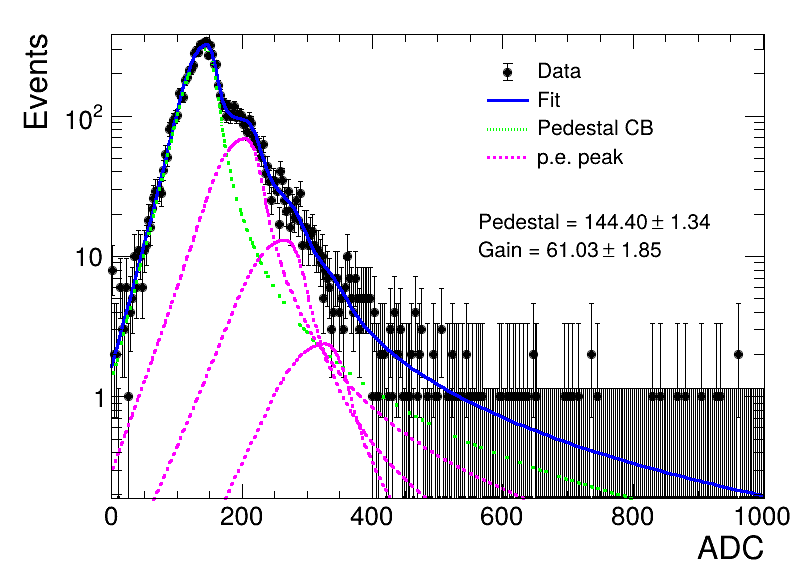 Events
10²
10
1
Data
Fit
Pedestal CB
p.e. peak
Pedestal = 144.40 ± 1.34
Gain = 61.03 ± 1.85
0 200 400 600 800 1000
ADC